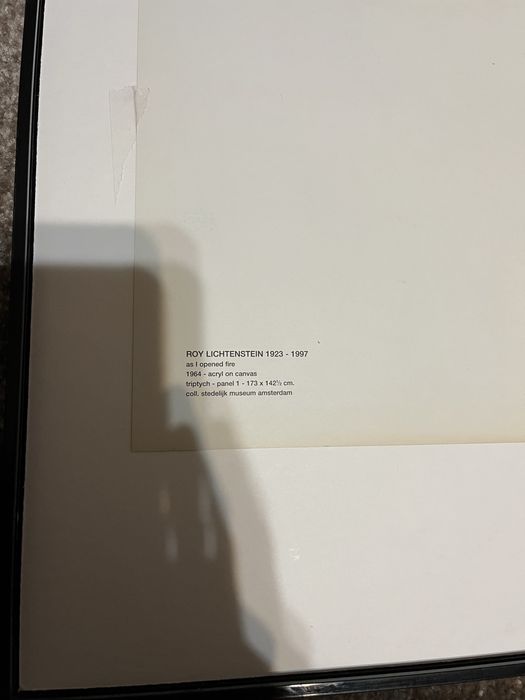 ROY LICHTENSTEIN 1923 - 1997
as I opened fire
1964 - acryl on canvas
triptych - panel 1 - 173 x 142½ cm.
coll. stedelijk museum amsterdam